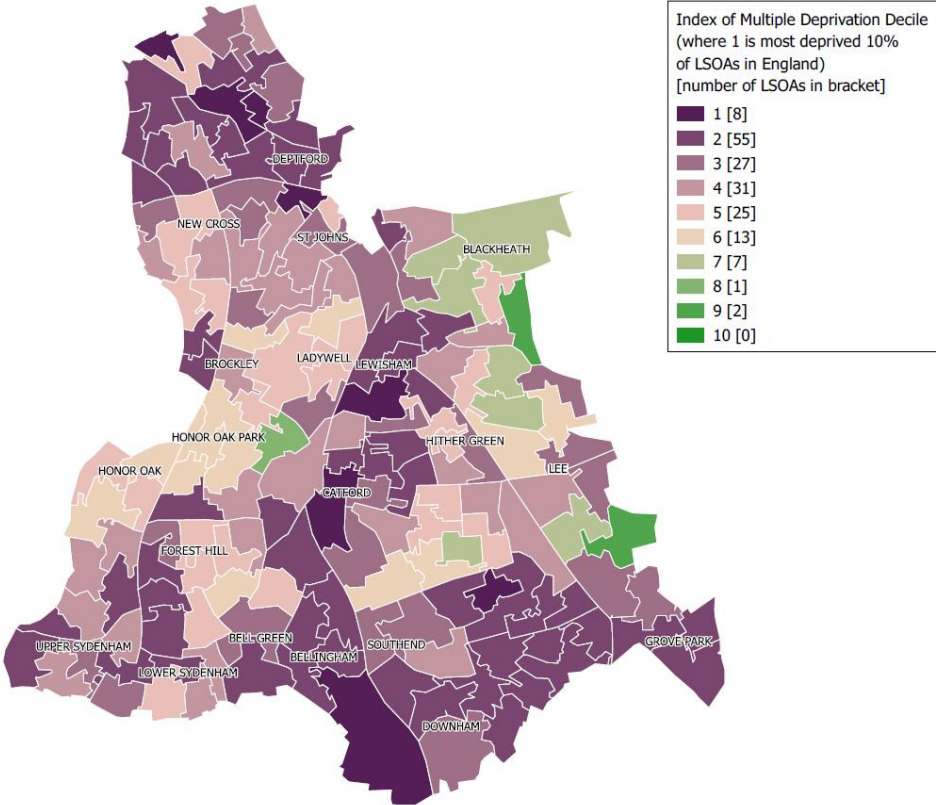 Index of Multiple Deprivation Decile
(where 1 is most deprived 10%
of LSOAs in England)
[number of LSOAs in bracket]
1 [8]
2 [55]
3 [27]
4 [31]
5 [25]
6 [13]
7 [7]
8 [1]
9 [2]
10 [0]
DEPTFORD
NEW CROSS
ST JOHNS
BLACKHEATH
BROCKLEY
LADYWELL
LEWISHAM
HONOR OAK PARK
HITHER GREEN
HONOR OAK
LEE
CATFORD
FOREST HILL
UPPER SYDENHAM
BELL GREEN
SOUTHEND
GROVE PARK
BELLINGHAM
LOWER SYDENHAM
DOWNHAM